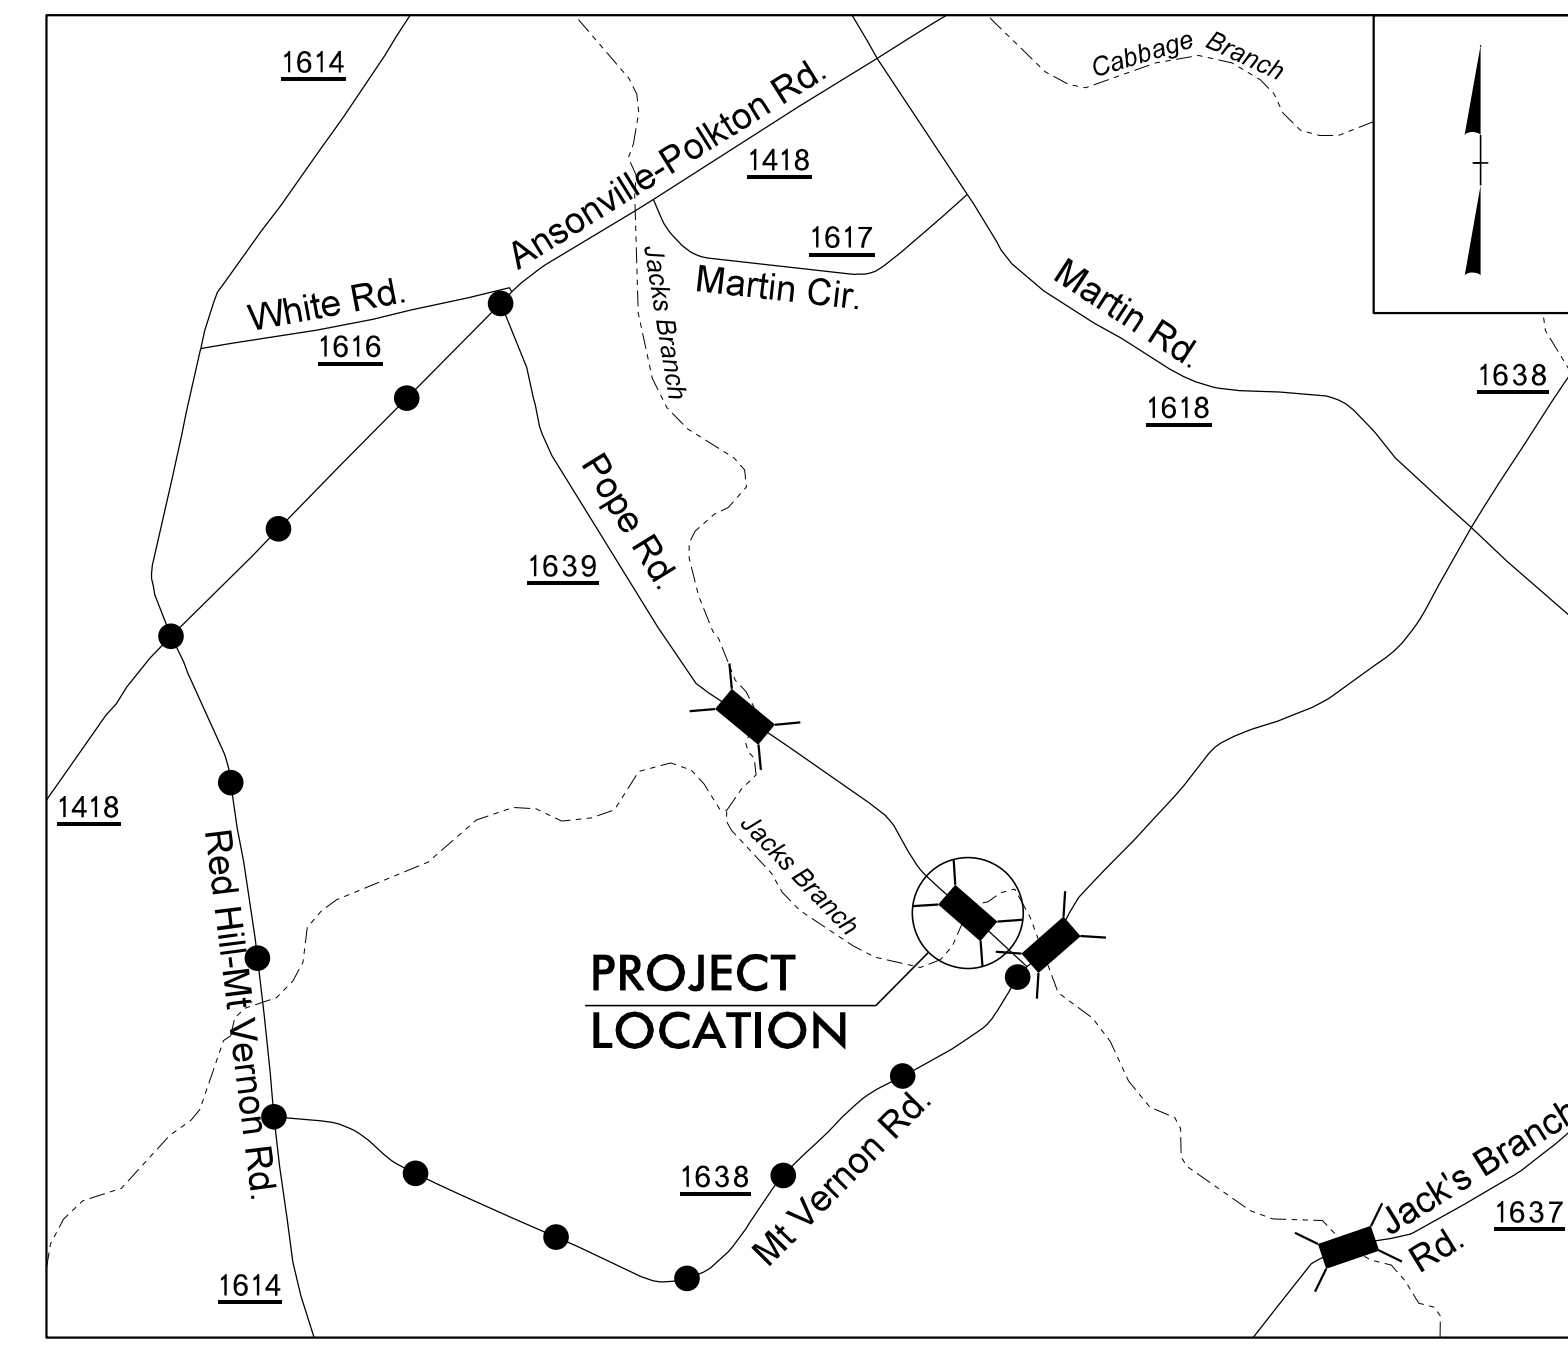 1614
Cabbage Branch
Ansonville-Polkton Rd.
1418
1617
Martin Cir.
Jacks Branch
White Rd.
1616
Martin Rd.
1618
1638
Pope Rd.
1639
1418
Red Hill-Mt Vernon Rd.
Jacks Branch
PROJECT
LOCATION
1638
Mt Vernon Rd.
1614
Jack's Branch
Rd.
1637